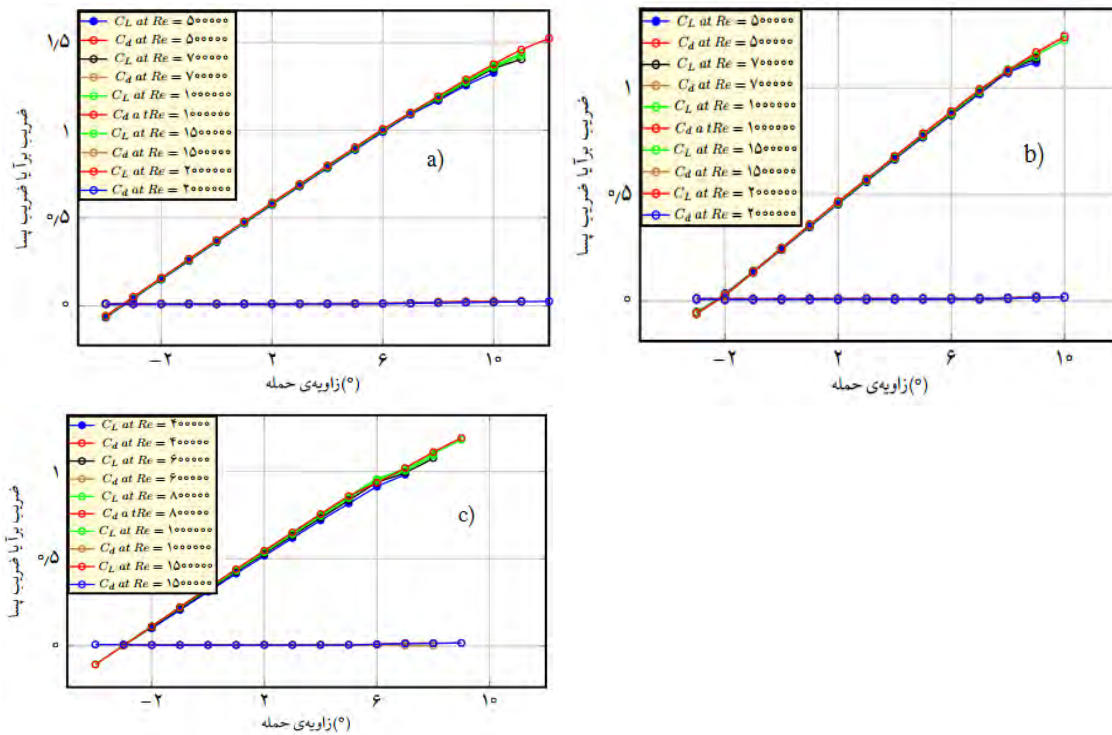 C_L at Re = ۵۰۰۰۰۰
C_d at Re = ۵۰۰۰۰۰
C_L at Re = ۷۰۰۰۰۰
C_d at Re = ۷۰۰۰۰۰
C_L at Re = ۱۰۰۰۰۰۰
C_d atRe = ۱۰۰۰۰۰۰
C_L at Re = ۱۵۰۰۰۰۰
C_d at Re = ۱۵۰۰۰۰۰
C_L at Re = ۲۰۰۰۰۰۰
C_d at Re = ۲۰۰۰۰۰۰
a)
ضریب برآ یا ضریب پسا
۱٫۵
۱
۰٫۵
۰
−۲ ۲ ۶ ۱۰
(°)زاویه‌ی حمله
C_L at Re = ۵۰۰۰۰۰
C_d at Re = ۵۰۰۰۰۰
C_L at Re = ۷۰۰۰۰۰
C_d at Re = ۷۰۰۰۰۰
C_L at Re = ۱۰۰۰۰۰۰
C_d atRe = ۱۰۰۰۰۰۰
C_L at Re = ۱۵۰۰۰۰۰
C_d at Re = ۱۵۰۰۰۰۰
C_L at Re = ۲۰۰۰۰۰۰
C_d at Re = ۲۰۰۰۰۰۰
b)
ضریب برآ یا ضریب پسا
۱
۰٫۵
۰
−۲ ۲ ۶ ۱۰
(°)زاویه‌ی حمله
C_L at Re = ۴۰۰۰۰۰
C_d at Re = ۴۰۰۰۰۰
C_L at Re = ۶۰۰۰۰۰
C_d at Re = ۶۰۰۰۰۰
C_L at Re = ۸۰۰۰۰۰
C_d atRe = ۸۰۰۰۰۰
C_L at Re = ۱۰۰۰۰۰۰
C_d at Re = ۱۰۰۰۰۰۰
C_L at Re = ۱۵۰۰۰۰۰
C_d at Re = ۱۵۰۰۰۰۰
c)
ضریب برآ یا ضریب پسا
۱
۰٫۵
۰
−۲ ۲ ۶ ۱۰
(°)زاویه‌ی حمله